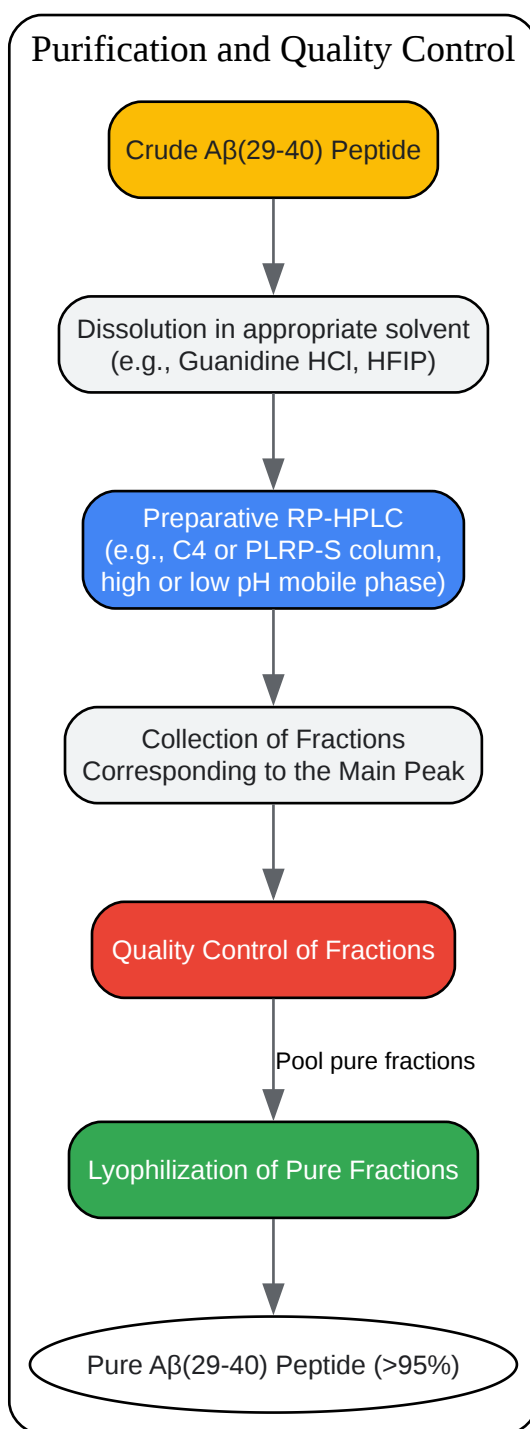 Purification and Quality Control
Crude Aβ(29-40) Peptide
Dissolution in appropriate solvent
(e.g., Guanidine HCl, HFIP)
Preparative RP-HPLC
(e.g., C4 or PLRP-S column,
high or low pH mobile phase)
Collection of Fractions
Corresponding to the Main Peak
Quality Control of Fractions
Pool pure fractions
Lyophilization of Pure Fractions
Pure Aβ(29-40) Peptide (>95%)